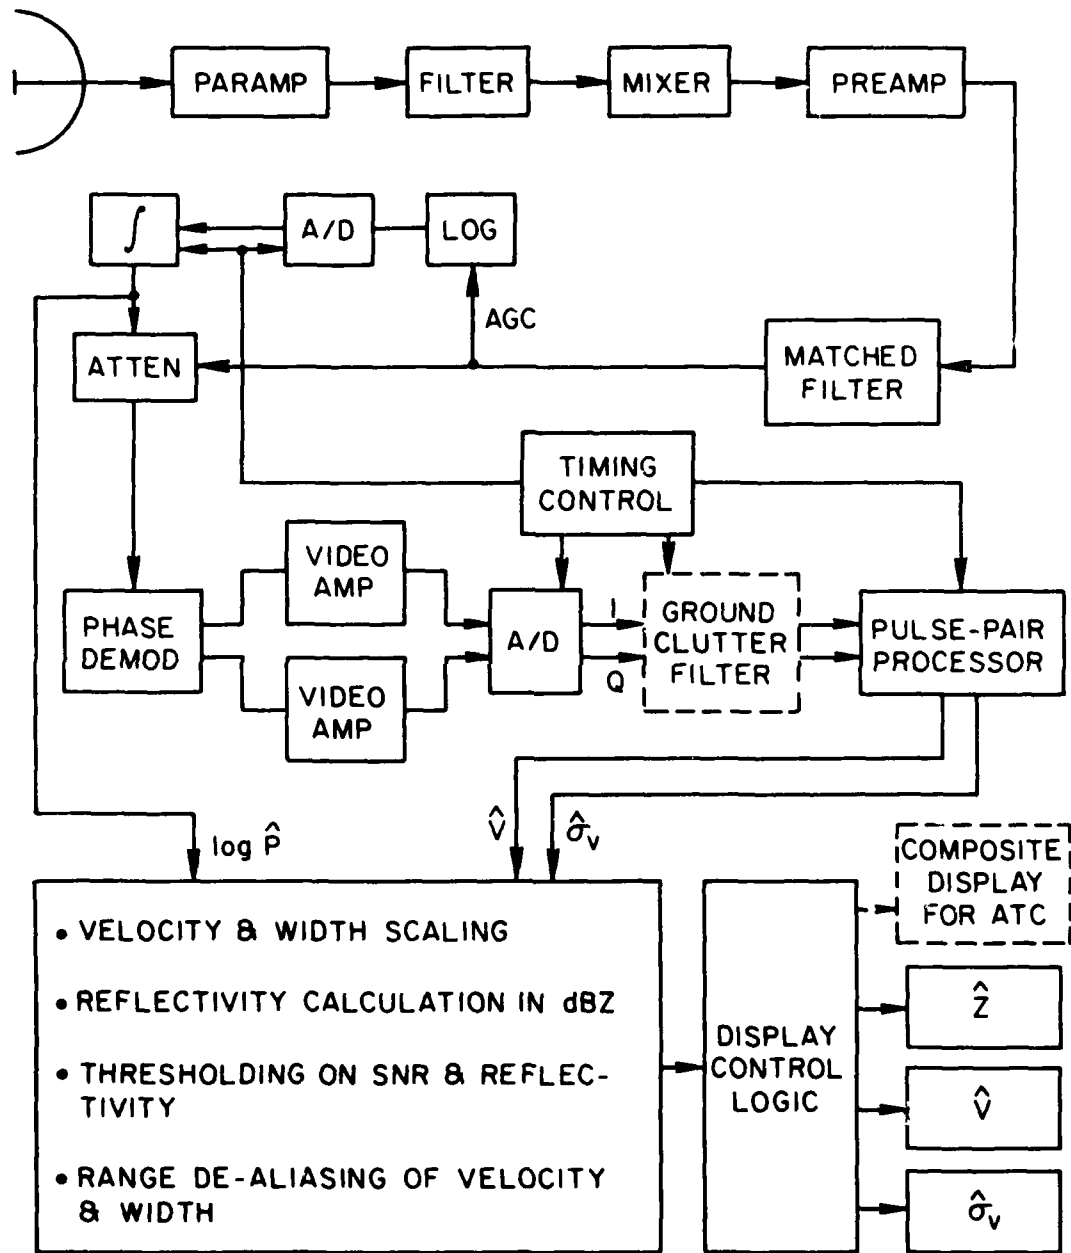 PARAMP
FILTER
MIXER
PREAMP
∫
A/D
LOG
AGC
ATTEN
MATCHED
FILTER
TIMING
CONTROL
VIDEO
AMP
PHASE
DEMOD
VIDEO
AMP
A/D
I
Q
GROUND
CLUTTER
FILTER
PULSE-PAIR
PROCESSOR
log P̂
V̂
σ̂v
• VELOCITY & WIDTH SCALING
• REFLECTIVITY CALCULATION IN dBZ
• THRESHOLDING ON SNR & REFLEC-
TIVITY
• RANGE DE-ALIASING OF VELOCITY
& WIDTH
DISPLAY
CONTROL
LOGIC
COMPOSITE
DISPLAY
FOR ATC
Ẑ
V̂
σ̂v